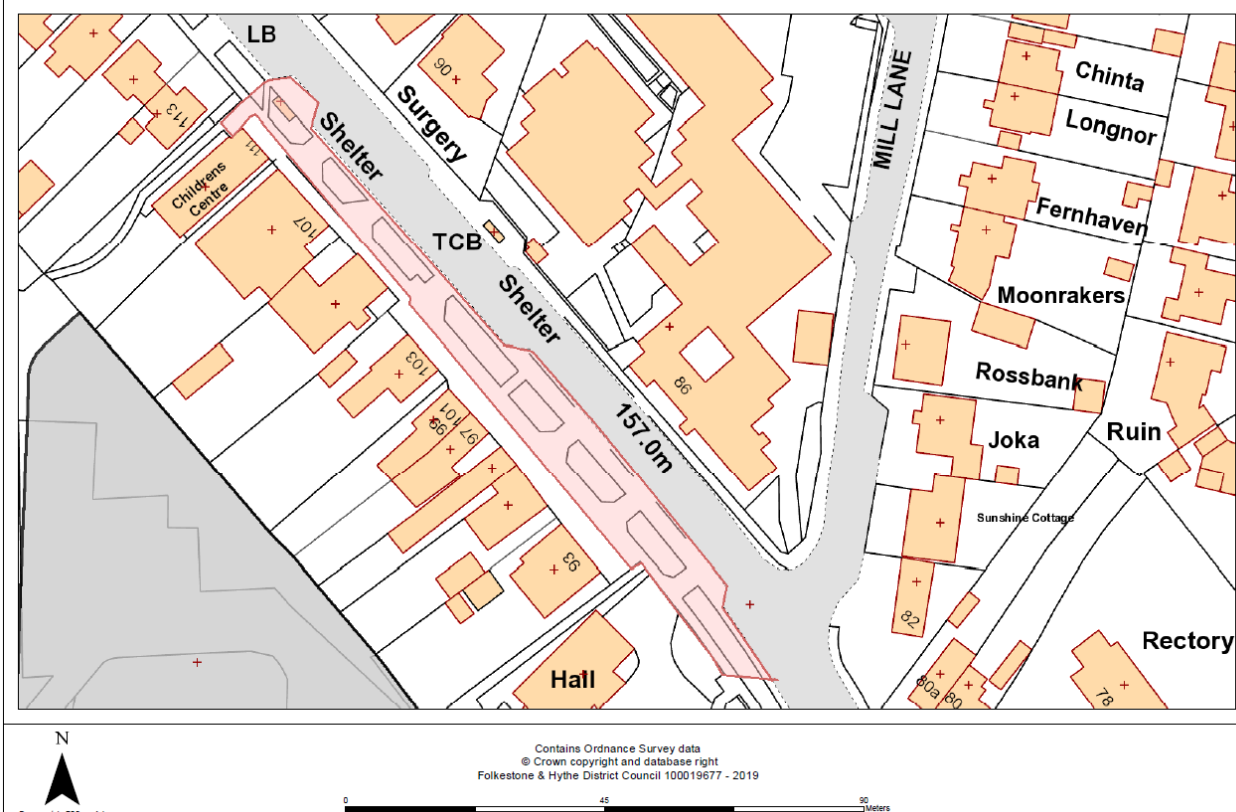 LB
90
Surgery
MILL LANE
Chinta
Longnor
113
Shelter
111
Childrens
Centre
Fernhaven
107
TCB
Shelter
Moonrakers
103
98
Rossbank
101
99
97
157.0m
Joka
Ruin
Sunshine Cottage
93
82
Rectory
Hall
80a
80
78
N
Contains Ordnance Survey data
© Crown copyright and database right
Folkestone & Hythe District Council 100019677 - 2019
0 45 90
Meters